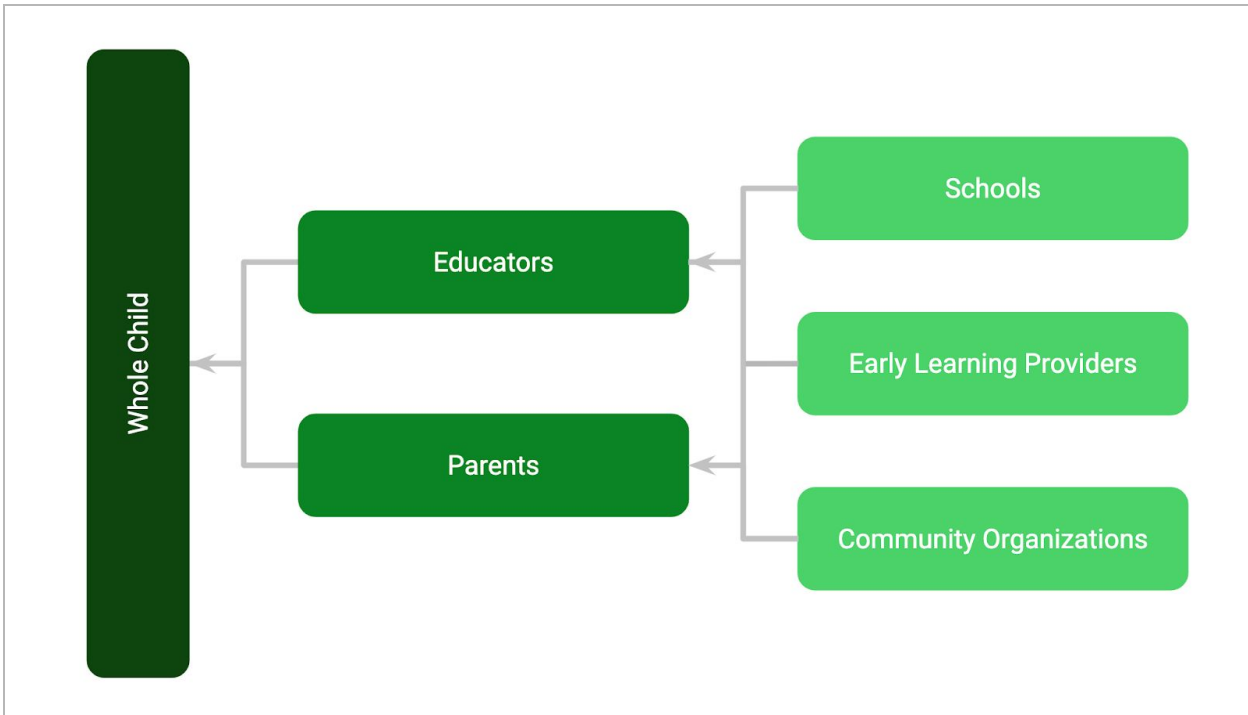 Whole Child
Educators
Parents
Schools
Early Learning Providers
Community Organizations